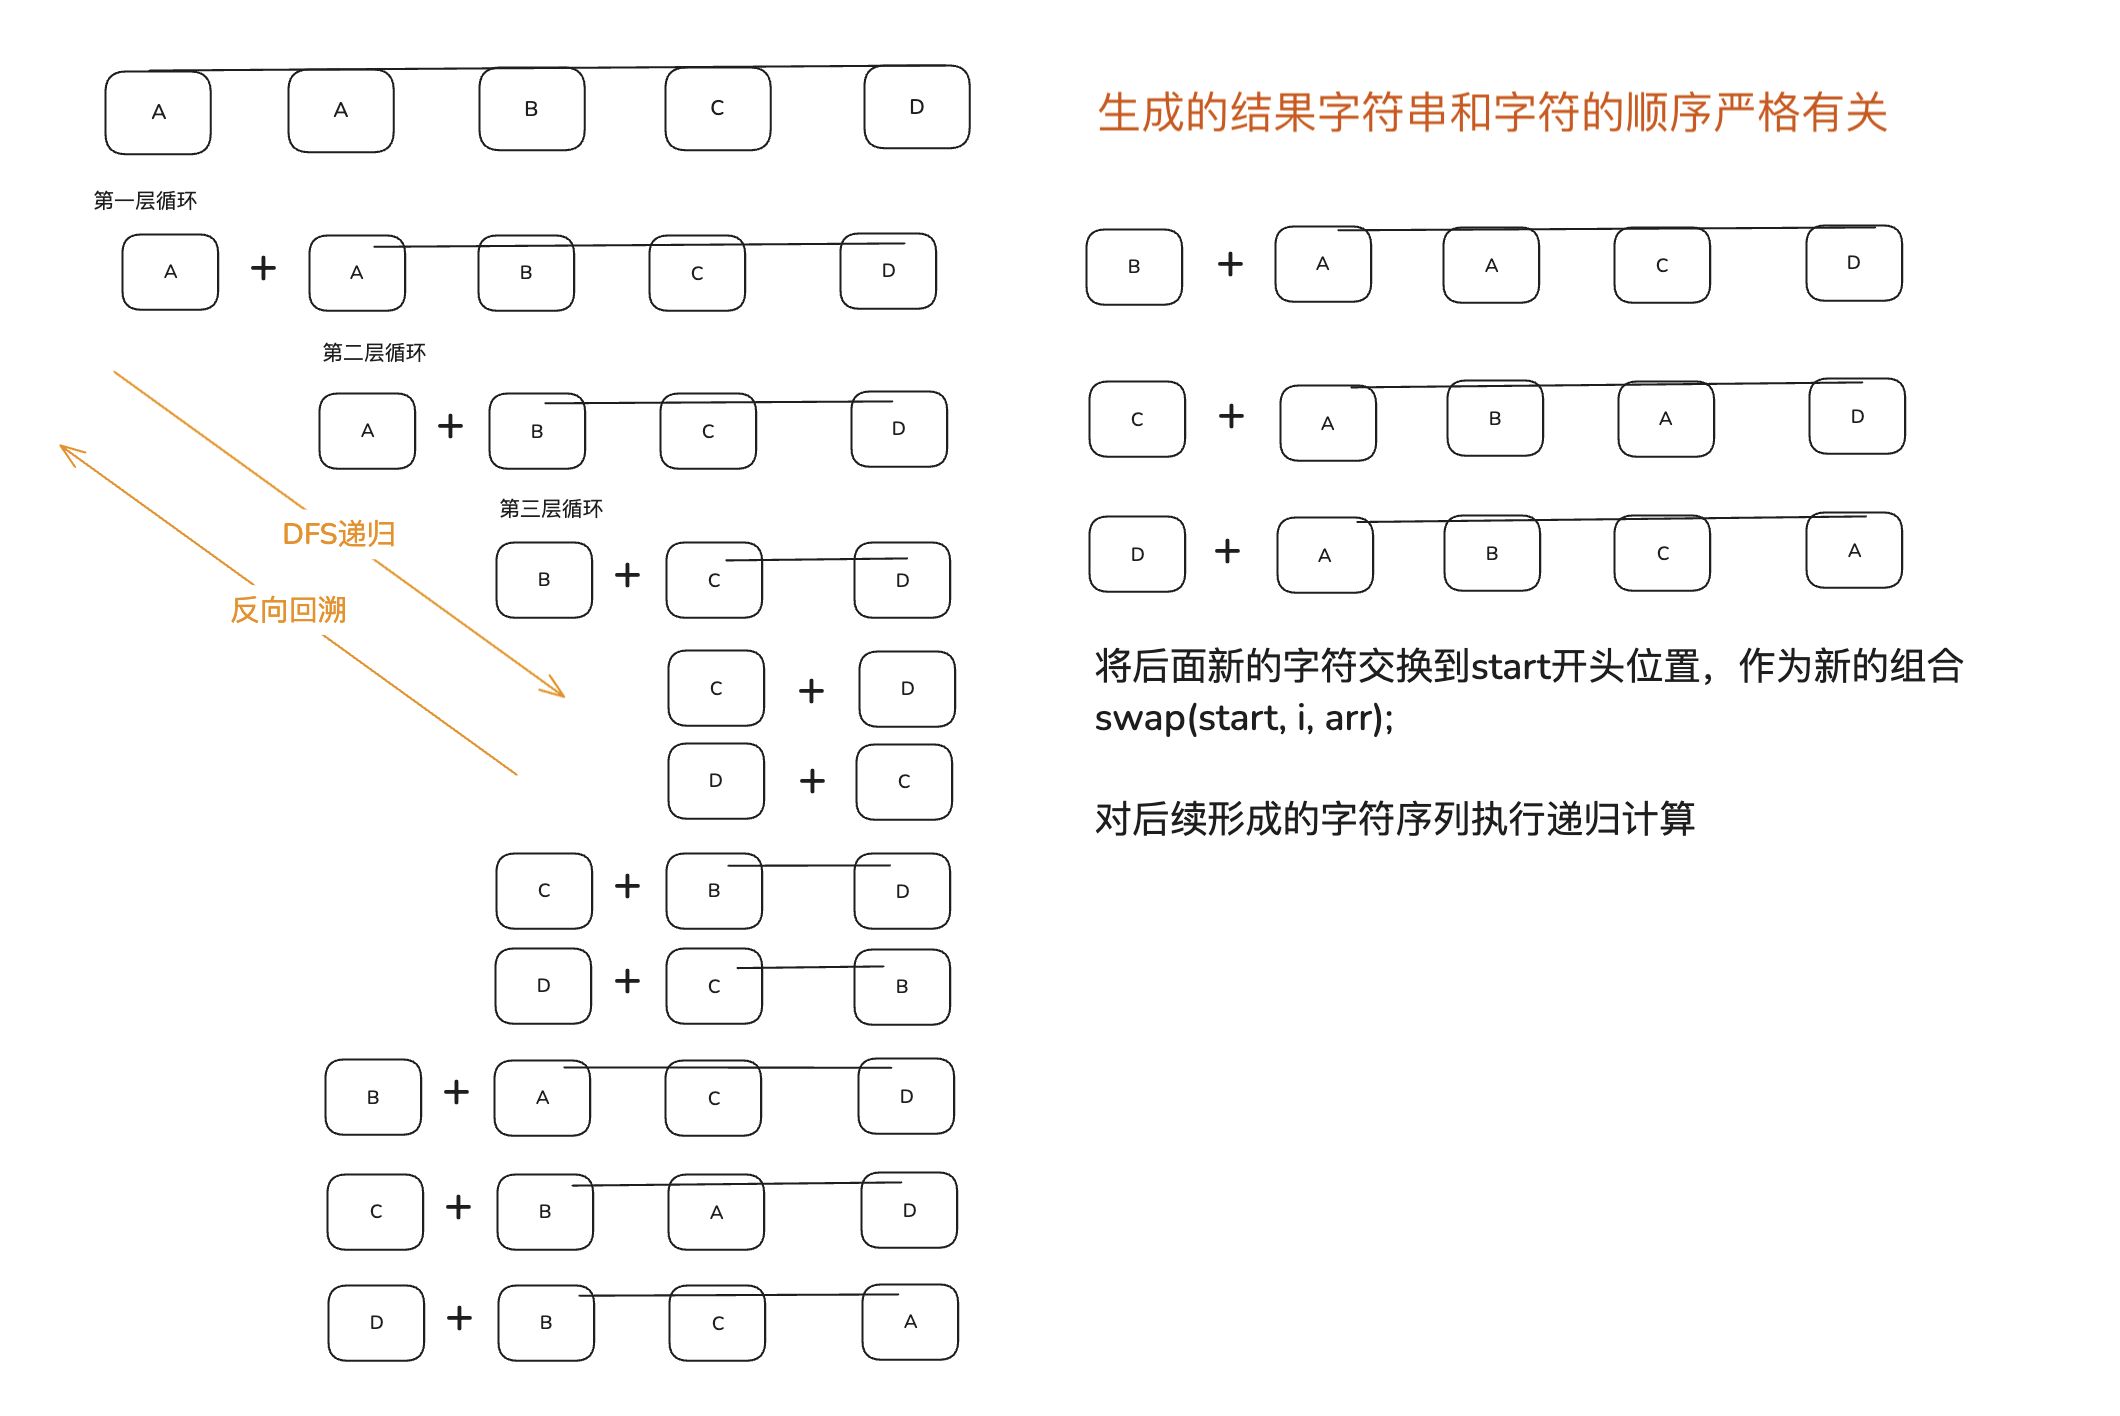 A A B C D
第一层循环
A + A B C D
第二层循环
A + B C D
第三层循环
B + C D
C + D
D + C
C + B D
D + C B
B + A C D
C + B A D
D + B C A
DFS递归
反向回溯
生成的结果字符串和字符的顺序严格有关
B + A A C D
C + A B A D
D + A B C A
将后面新的字符交换到start开头位置，作为新的组合
swap(start, i, arr);
对后续形成的字符序列执行递归计算